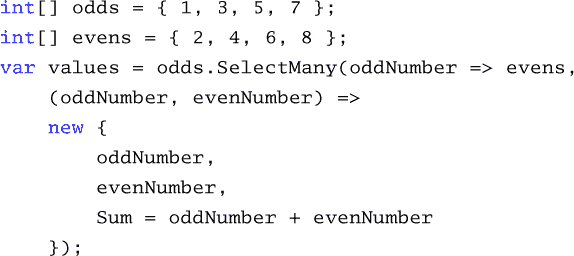 int[] odds = { 1, 3, 5, 7 };
int[] evens = { 2, 4, 6, 8 };
var values = odds.SelectMany(oddNumber => evens,
    (oddNumber, evenNumber) =>
    new {
        oddNumber,
        evenNumber,
        Sum = oddNumber + evenNumber
    });